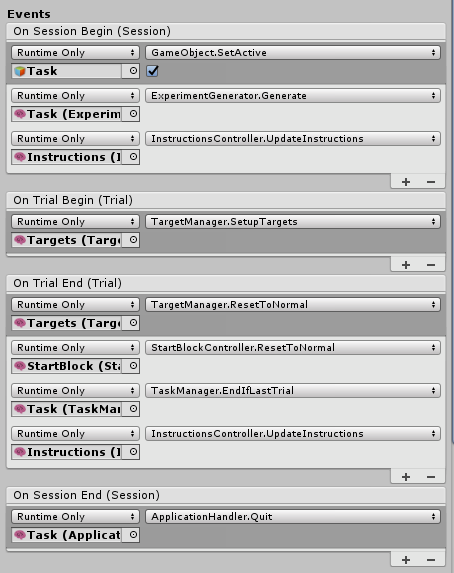 Events
On Session Begin (Session)
Runtime Only GameObject.SetActive
Task
Runtime Only ExperimentGenerator.Generate
Task (Experim
Runtime Only InstructionsController.UpdateInstructions
Instructions (I
+ −
On Trial Begin (Trial)
Runtime Only TargetManager.SetupTargets
Targets (Targe
+ −
On Trial End (Trial)
Runtime Only TargetManager.ResetToNormal
Targets (Targe
Runtime Only StartBlockController.ResetToNormal
StartBlock (Sta
Runtime Only TaskManager.EndIfLastTrial
Task (TaskMan
Runtime Only InstructionsController.UpdateInstructions
Instructions (I
+ −
On Session End (Session)
Runtime Only ApplicationHandler.Quit
Task (Applicat
+ −